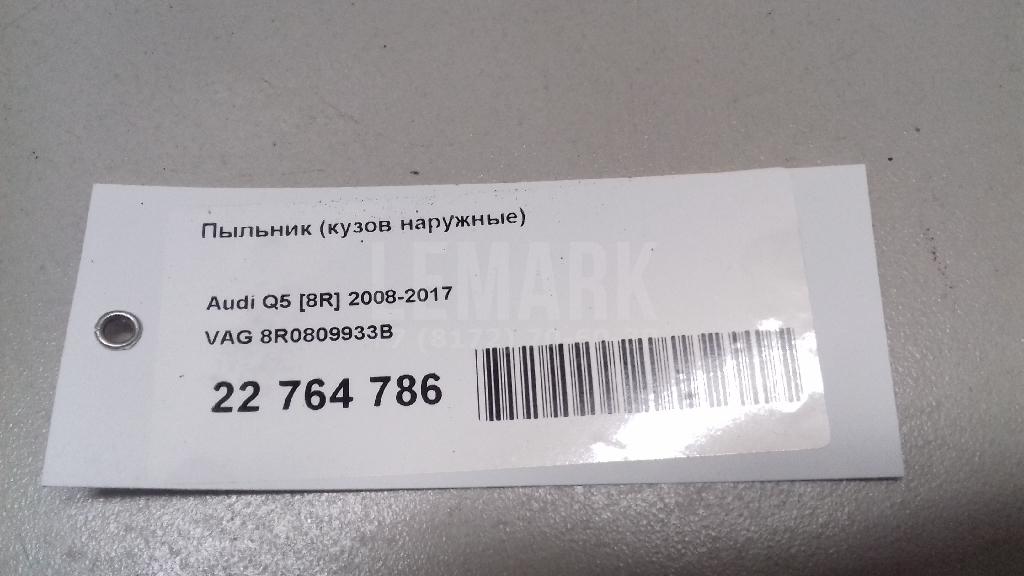 Пыльник (кузов наружные)
LEMARK
Audi Q5 [8R] 2008-2017
VAG 8R0809933B
22 764 786